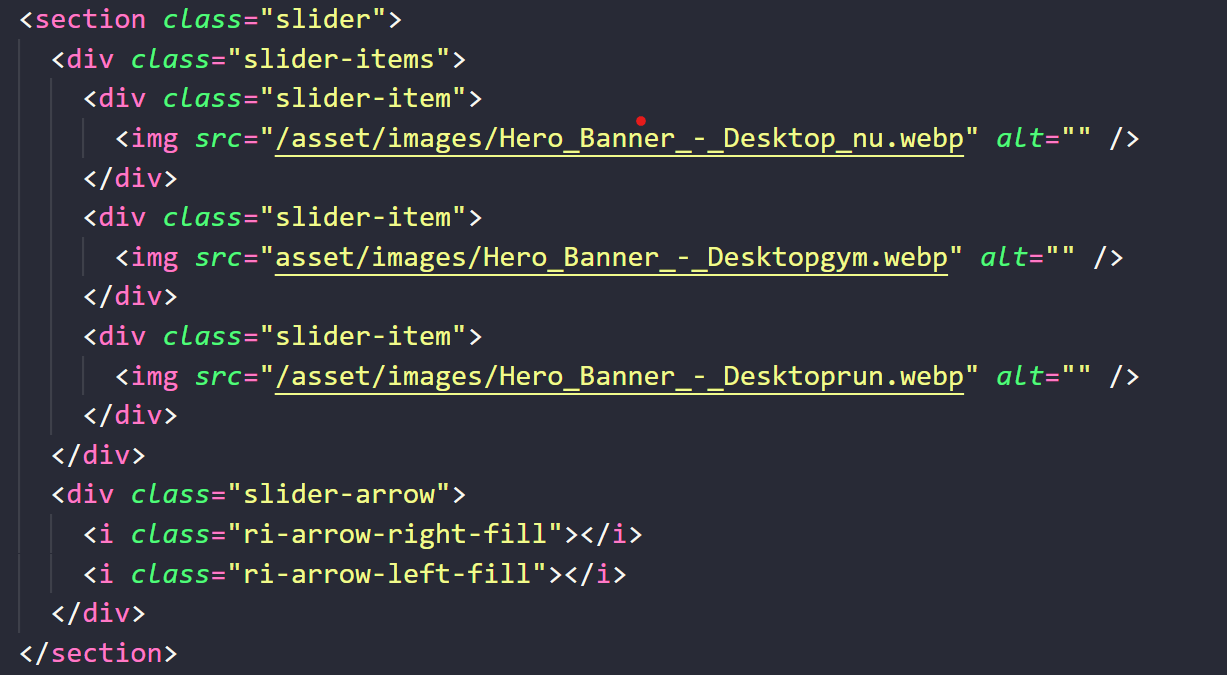 <section class="slider">
<div class="slider-items">
<div class="slider-item">
<img src="/asset/images/Hero_Banner_-_Desktop_nu.webp" alt="" />
</div>
<div class="slider-item">
<img src="asset/images/Hero_Banner_-_Desktopgym.webp" alt="" />
</div>
<div class="slider-item">
<img src="/asset/images/Hero_Banner_-_Desktoprun.webp" alt="" />
</div>
</div>
<div class="slider-arrow">
<i class="ri-arrow-right-fill"></i>
<i class="ri-arrow-left-fill"></i>
</div>
</section>